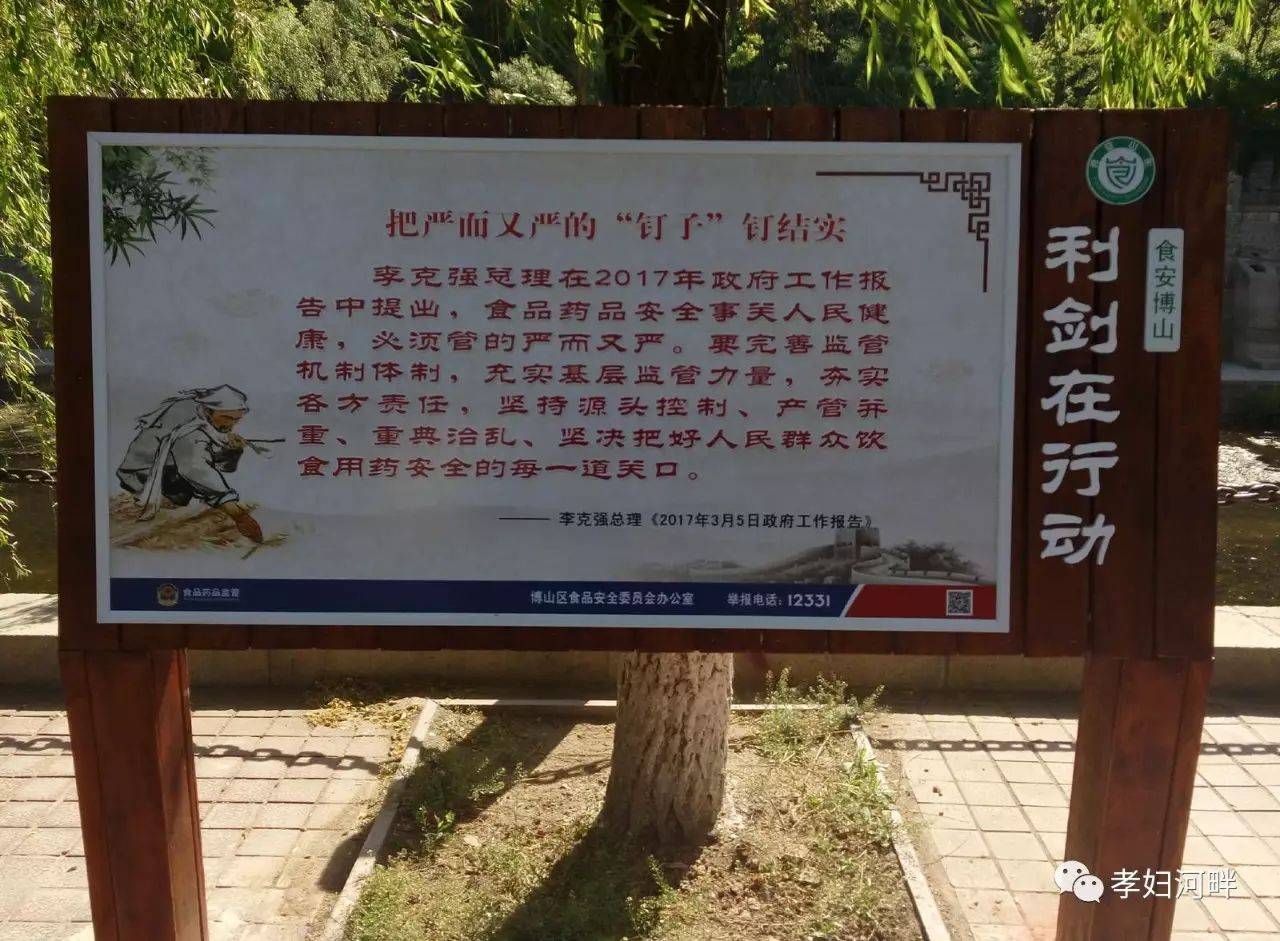 把严而又严的“钉子”钉结实
李克强总理在2017年政府工作报
告中提出，食品药品安全事关人民健
康，必须管的严而又严。要完善监管
机制体制，充实基层监管力量，夯实
各方责任，坚持源头控制、产管并
重、重典治乱、坚决把好人民群众饮
食用药安全的每一道关口。
—— 李克强总理《2017年3月5日政府工作报告》
食品药品监管
博山区食品安全委员会办公室 举报电话：12331
利剑在行动
食安博山
孝妇河畔